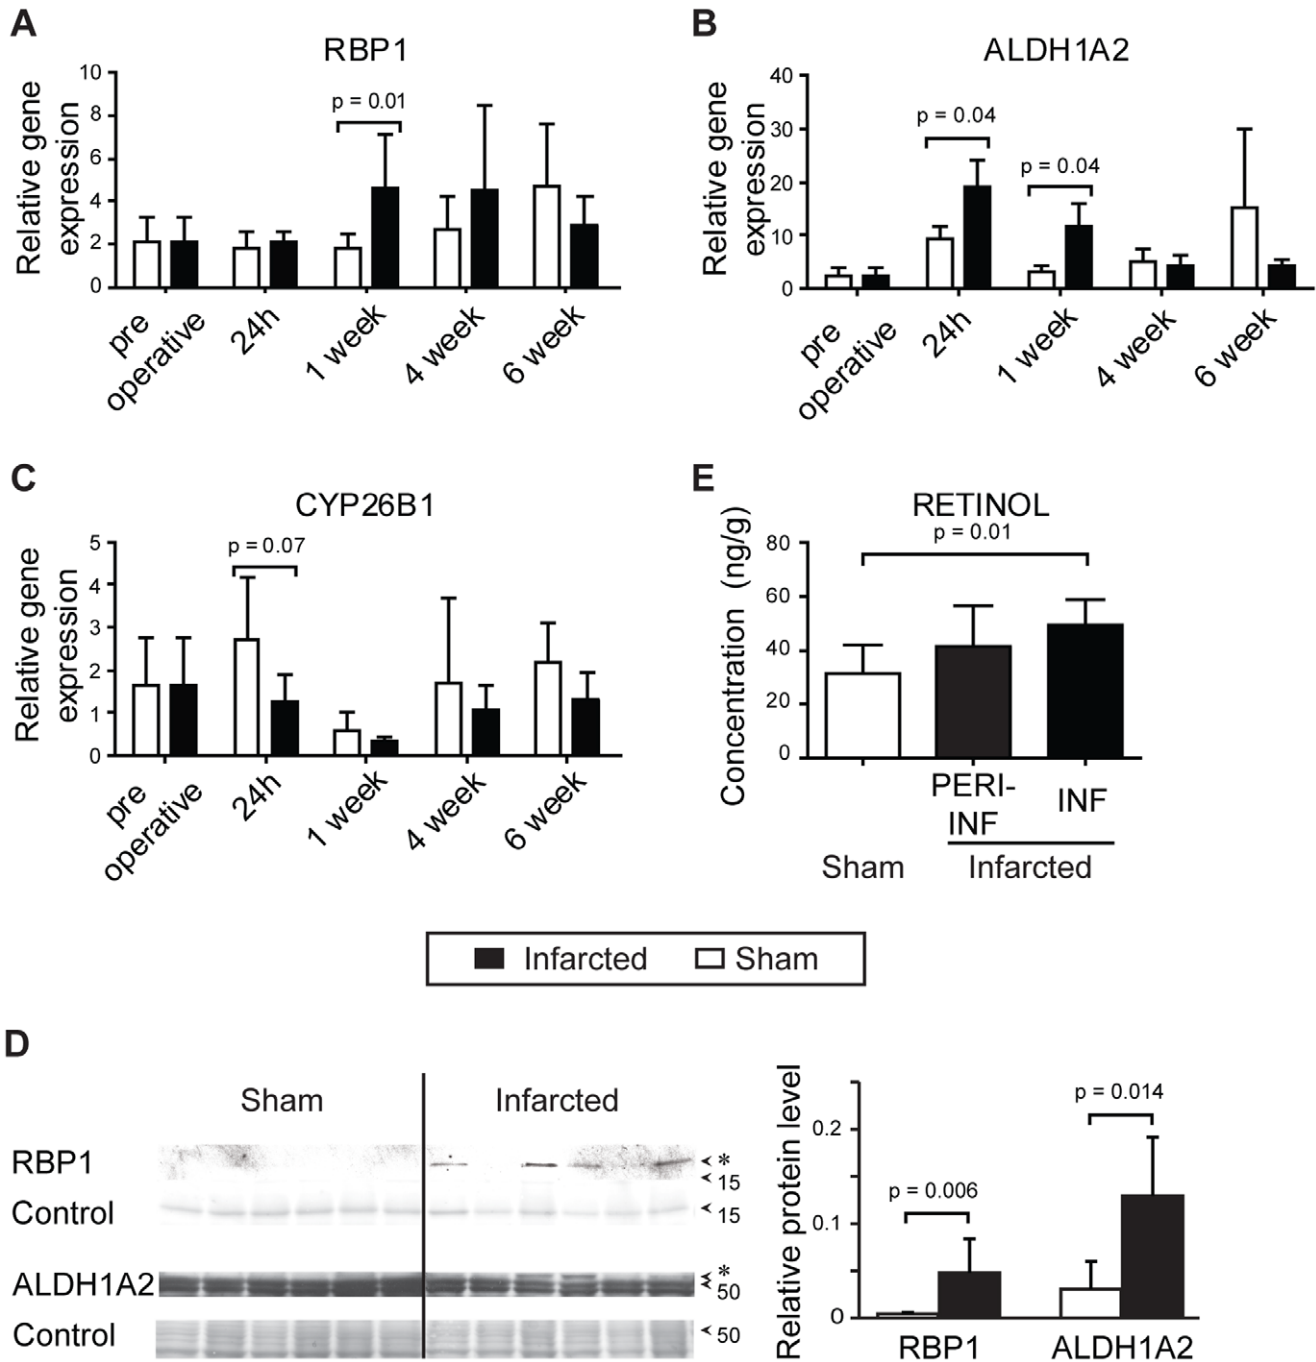 A
RBP1
Relative gene
expression
10
8
6
4
2
0
p = 0.01
pre
operative
24h
1 week
4 week
6 week
B
ALDH1A2
Relative gene
expression
40
30
20
10
0
p = 0.04
p = 0.04
pre
operative
24h
1 week
4 week
6 week
C
CYP26B1
Relative gene
expression
5
4
3
2
1
0
p = 0.07
pre
operative
24h
1 week
4 week
6 week
E
RETINOL
Concentration (ng/g)
80
60
40
20
0
p = 0.01
PERI-
INF
INF
Sham
Infarcted
Infarcted
Sham
D
Sham
Infarcted
RBP1
*
15
Control
15
ALDH1A2
*
50
Control
50
Relative protein level
0.2
0.1
0
p = 0.006
p = 0.014
RBP1
ALDH1A2